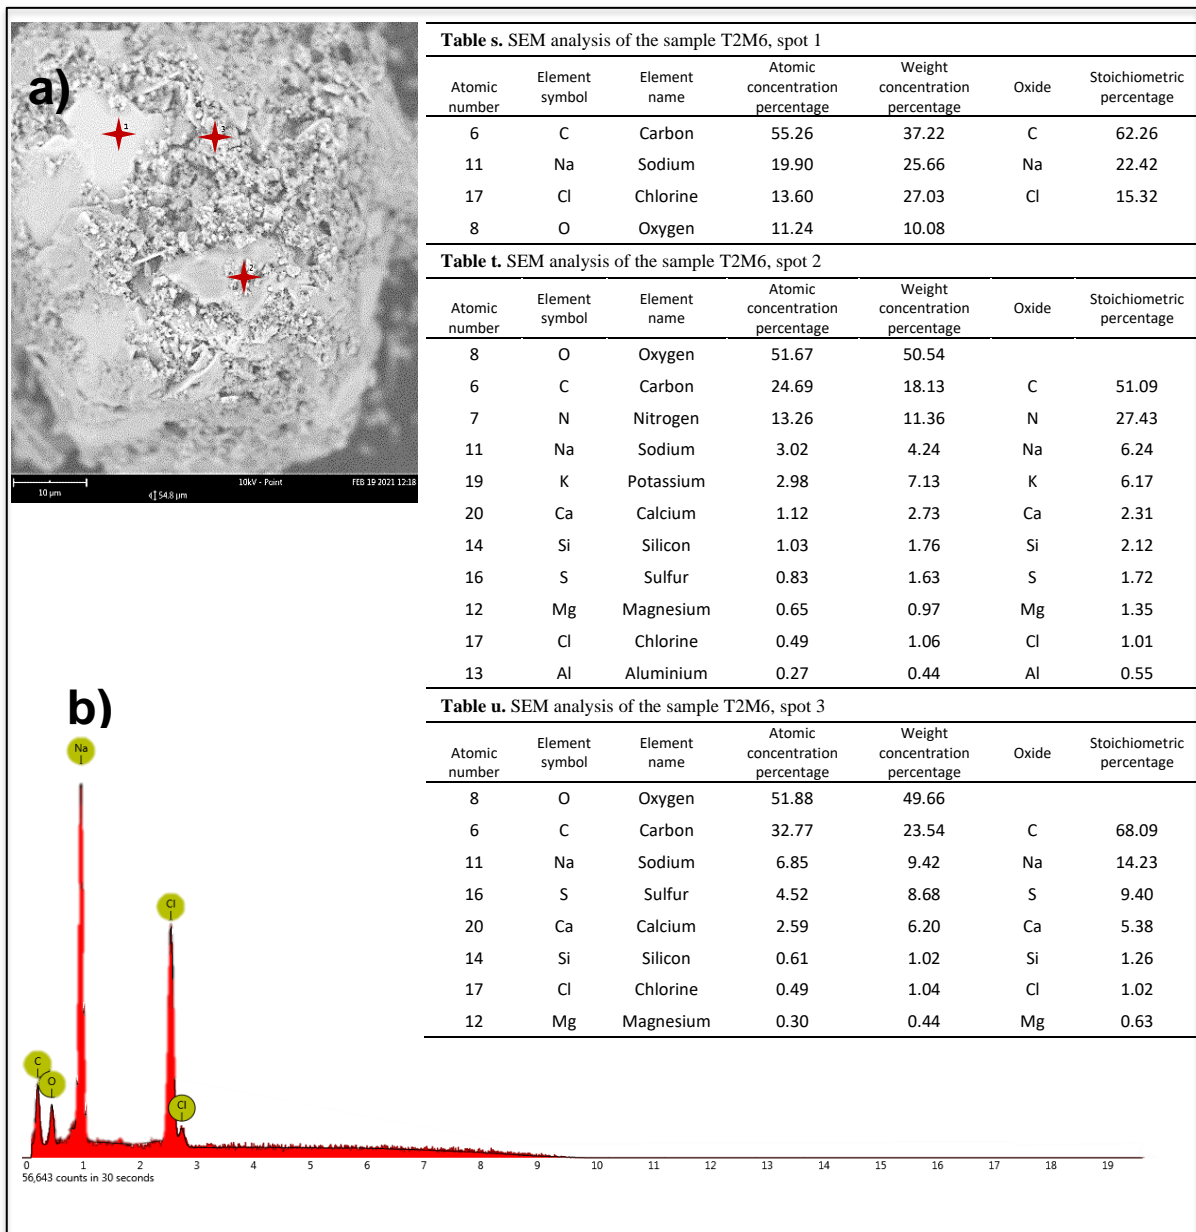 a)
1
3
2
10 µm
54.8 µm
10kV - Point
FEB 19 2021 12:18
Table s. SEM analysis of the sample T2M6, spot 1
Atomic number Element symbol Element name Atomic concentration percentage Weight concentration percentage Oxide Stoichiometric percentage
6 C Carbon 55.26 37.22 C 62.26
11 Na Sodium 19.90 25.66 Na 22.42
17 Cl Chlorine 13.60 27.03 Cl 15.32
8 O Oxygen 11.24 10.08
Table t. SEM analysis of the sample T2M6, spot 2
Atomic number Element symbol Element name Atomic concentration percentage Weight concentration percentage Oxide Stoichiometric percentage
8 O Oxygen 51.67 50.54
6 C Carbon 24.69 18.13 C 51.09
7 N Nitrogen 13.26 11.36 N 27.43
11 Na Sodium 3.02 4.24 Na 6.24
19 K Potassium 2.98 7.13 K 6.17
20 Ca Calcium 1.12 2.73 Ca 2.31
14 Si Silicon 1.03 1.76 Si 2.12
16 S Sulfur 0.83 1.63 S 1.72
12 Mg Magnesium 0.65 0.97 Mg 1.35
17 Cl Chlorine 0.49 1.06 Cl 1.01
13 Al Aluminium 0.27 0.44 Al 0.55
Table u. SEM analysis of the sample T2M6, spot 3
Atomic number Element symbol Element name Atomic concentration percentage Weight concentration percentage Oxide Stoichiometric percentage
8 O Oxygen 51.88 49.66
6 C Carbon 32.77 23.54 C 68.09
11 Na Sodium 6.85 9.42 Na 14.23
16 S Sulfur 4.52 8.68 S 9.40
20 Ca Calcium 2.59 6.20 Ca 5.38
14 Si Silicon 0.61 1.02 Si 1.26
17 Cl Chlorine 0.49 1.04 Cl 1.02
12 Mg Magnesium 0.30 0.44 Mg 0.63
b)
Na
Cl
C
O
Cl
0 1 2 3 4 5 6 7 8 9 10 11 12 13 14 15 16 17 18 19
56,643 counts in 30 seconds